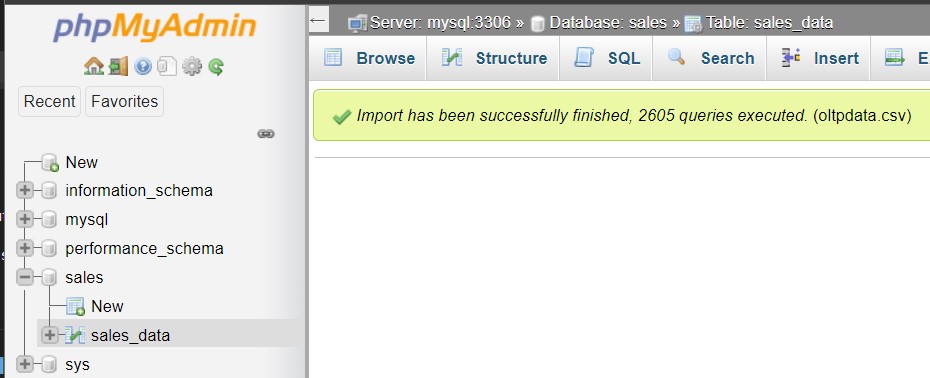 phpMyAdmin
Recent Favorites
New
information_schema
mysql
performance_schema
sales
New
sales_data
sys
Server: mysql:3306 » Database: sales » Table: sales_data
Browse Structure SQL Search Insert E
Import has been successfully finished, 2605 queries executed. (oltpdata.csv)